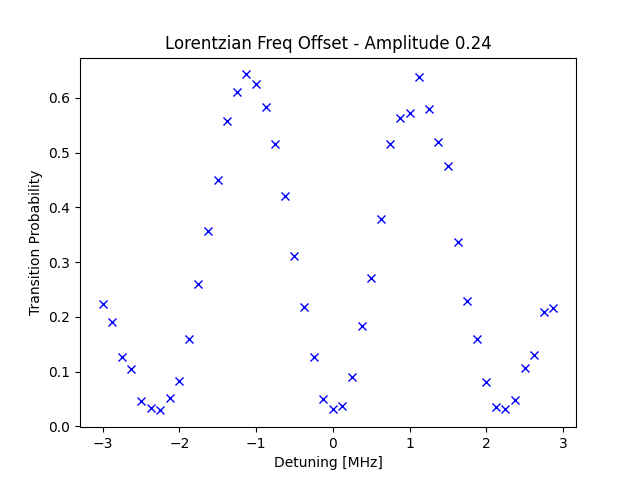 Lorentzian Freq Offset - Amplitude 0.24
Transition Probability
0.6
0.5
0.4
0.3
0.2
0.1
0.0
−3 −2 −1 0 1 2 3
Detuning [MHz]